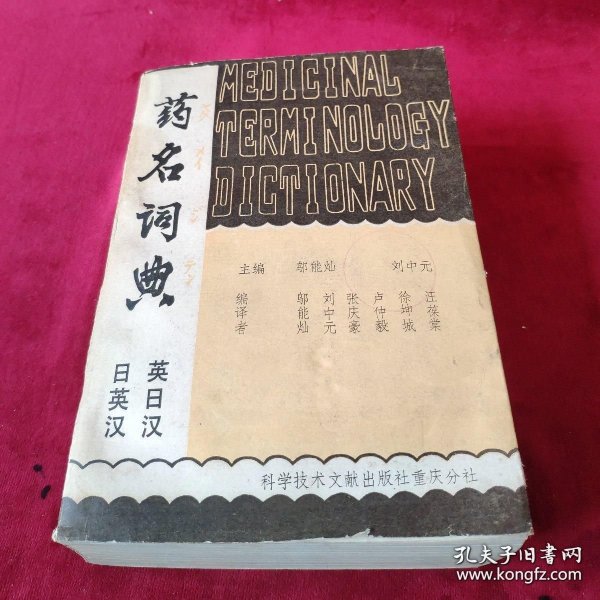 MEDICINAL
TERMINOLOGY
DICTIONARY
药名词典
英日汉
日英汉
主编 邬能灿 刘中元
编译者 邬能灿 刘中元 张庆豪 卢仲毅 徐坤城 汪葆棠
科学技术文献出版社重庆分社
孔夫子旧书网
www.kongfz.com